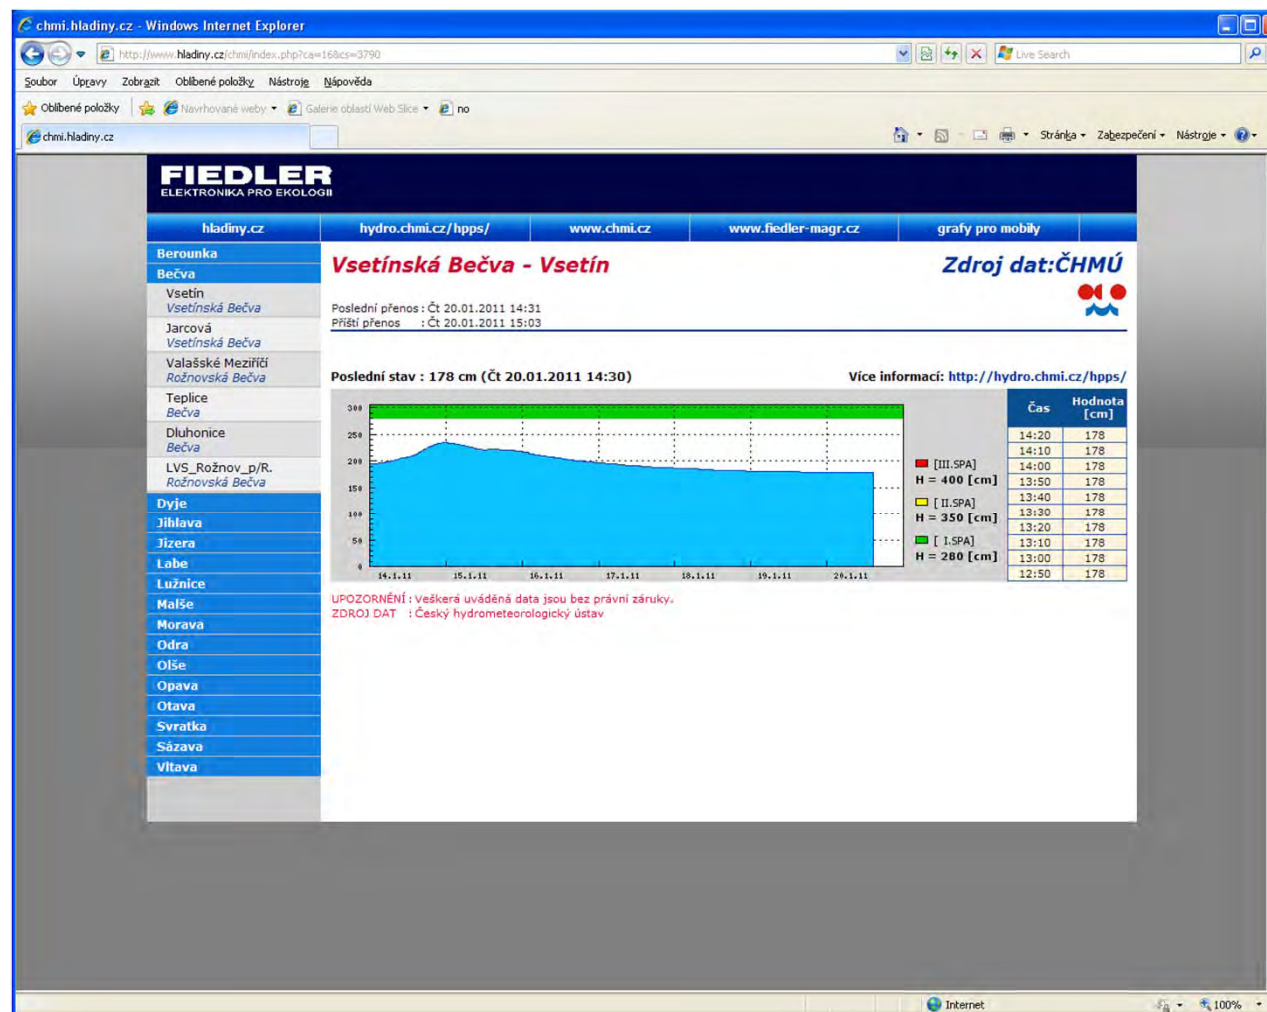 chmi.hladiny.cz - Windows Internet Explorer
http://www.hladiny.cz/chmi/index.php?ca=16&cs=3790
Live Search
Soubor Úpravy Zobrazit Oblíbené položky Nástroje Nápověda
Oblíbené položky Navrhované weby Galerie oblastí Web Slice no
chmi.hladiny.cz
Stránka Zabezpečení Nástroje
FIEDLER
ELEKTRONIKA PRO EKOLOGII
hladiny.cz hydro.chmi.cz/hpps/ www.chmi.cz www.fiedler-magr.cz grafy pro mobily
Berounka
Bečva
Vsetín
Vsetínská Bečva
Jarcová
Vsetínská Bečva
Valašské Meziříčí
Rožnovská Bečva
Teplice
Bečva
Dluhonice
Bečva
LVS_Rožnov_p/R.
Rožnovská Bečva
Dyje
Jihlava
Jizera
Labe
Lužnice
Malše
Morava
Odra
Olše
Opava
Otava
Svratka
Sázava
Vltava
Vsetínská Bečva - Vsetín
Zdroj dat:ČHMÚ
Poslední přenos : Čt 20.01.2011 14:31
Příští přenos : Čt 20.01.2011 15:03
Poslední stav : 178 cm (Čt 20.01.2011 14:30)
Více informací: http://hydro.chmi.cz/hpps/
300
250
200
150
100
50
0
14.1.11 15.1.11 16.1.11 17.1.11 18.1.11 19.1.11 20.1.11
[III.SPA]
H = 400 [cm]
[ II.SPA]
H = 350 [cm]
[ I.SPA]
H = 280 [cm]
Čas Hodnota [cm]
14:20 178
14:10 178
14:00 178
13:50 178
13:40 178
13:30 178
13:20 178
13:10 178
13:00 178
12:50 178
UPOZORNĚNÍ : Veškerá uváděná data jsou bez právní záruky.
ZDROJ DAT : Český hydrometeorologický ústav
Internet
100%